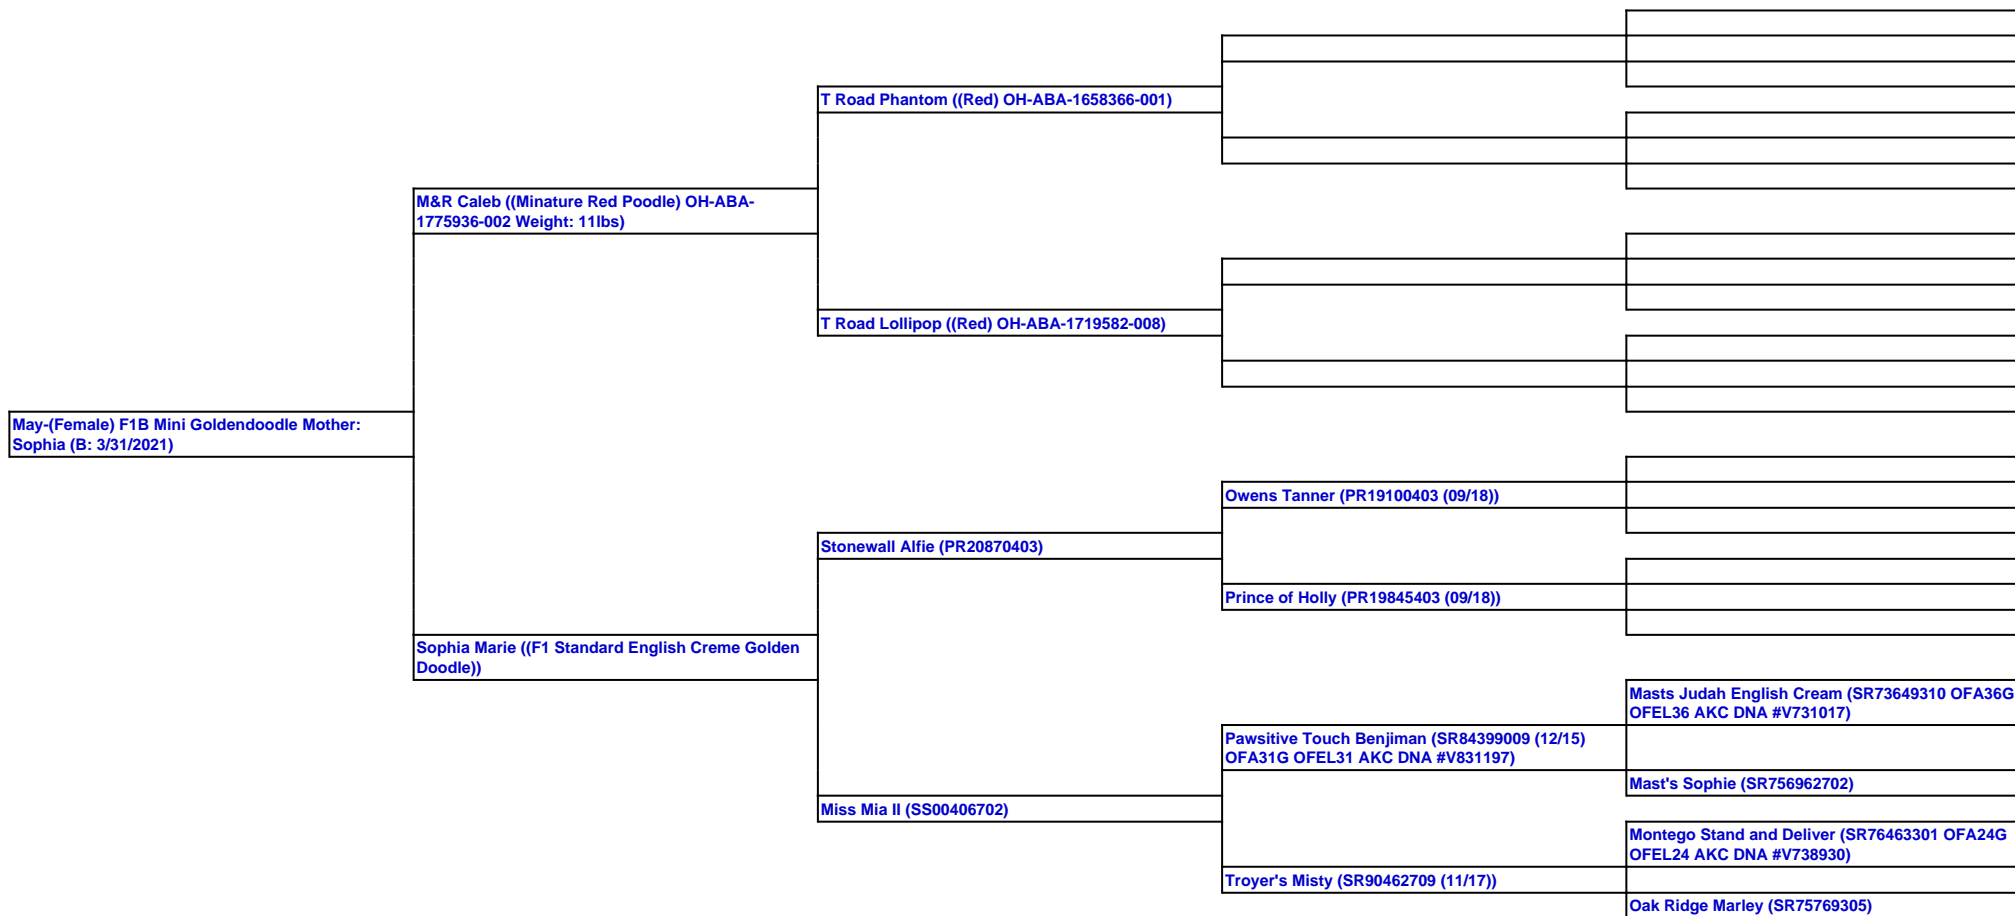 T Road Phantom ((Red) OH-ABA-1658366-001)
M&R Caleb ((Minature Red Poodle) OH-ABA-
1775936-002 Weight: 11lbs)
T Road Lollipop ((Red) OH-ABA-1719582-008)
May-(Female) F1B Mini Goldendoodle Mother:
Sophia (B: 3/31/2021)
Owens Tanner (PR19100403 (09/18))
Stonewall Alfie (PR20870403)
Prince of Holly (PR19845403 (09/18))
Sophia Marie ((F1 Standard English Creme Golden
Doodle))
Masts Judah English Cream (SR73649310 OFA36G
OFEL36 AKC DNA #V731017)
Pawsitive Touch Benjiman (SR84399009 (12/15)
OFA31G OFEL31 AKC DNA #V831197)
Mast's Sophie (SR756962702)
Miss Mia II (SS00406702)
Montego Stand and Deliver (SR76463301 OFA24G
OFEL24 AKC DNA #V738930)
Troyer's Misty (SR90462709 (11/17))
Oak Ridge Marley (SR75769305)